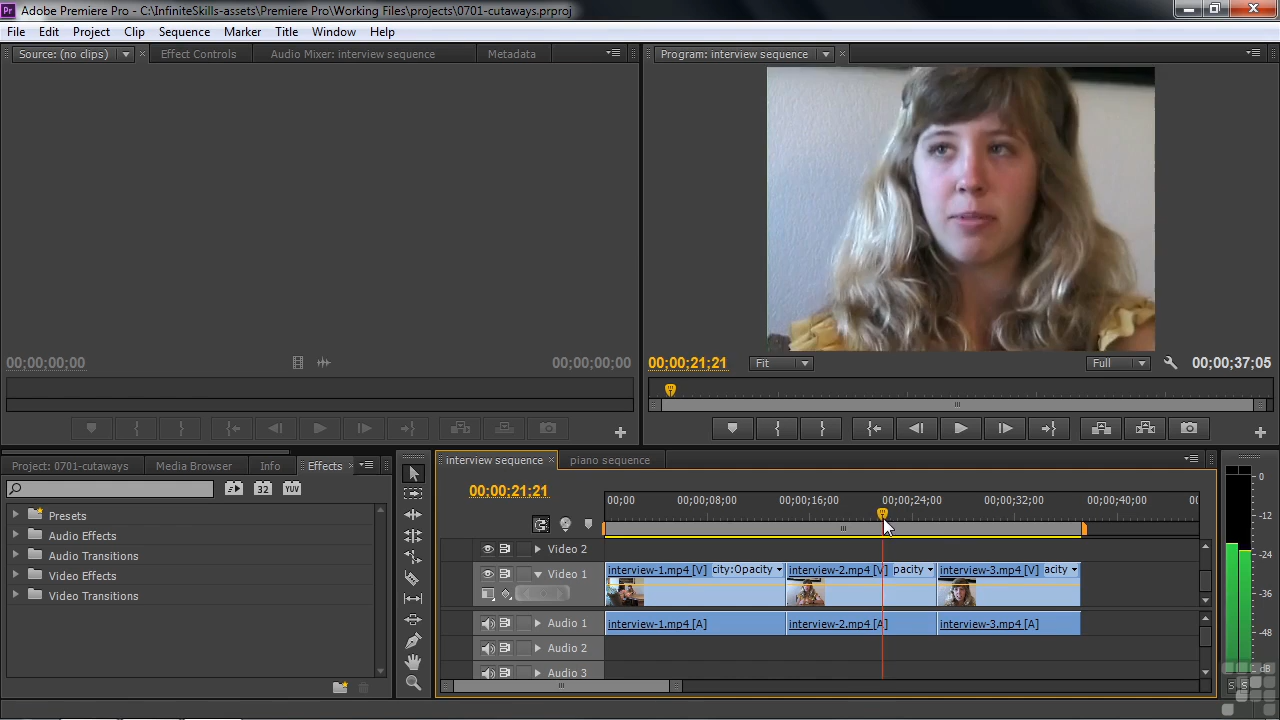 Pr Adobe Premiere Pro - C:\InfiniteSkills-assets\Premiere Pro\Working Files\projects\0701-cutaways.prproj
File Edit Project Clip Sequence Marker Title Window Help
Source: (no clips) Effect Controls Audio Mixer: interview sequence Metadata
Program: interview sequence
00;00;00;00 00;00;00;00
00;00;21;21 Fit Full 00;00;37;05
Project: 0701-cutaways Media Browser Info Effects
32 YUV
Presets
Audio Effects
Audio Transitions
Video Effects
Video Transitions
interview sequence piano sequence
00;00;21;21
00;00 00;00;08;00 00;00;16;00 00;00;24;00 00;00;32;00 00;00;40;00 00
Video 2
Video 1 interview-1.mp4 [V] city:Opacity interview-2.mp4 [V] pacity interview-3.mp4 [V] acity
Audio 1 interview-1.mp4 [A] interview-2.mp4 [A] interview-3.mp4 [A]
Audio 2
Audio 3
0
-12
-24
-36
-48
dB
S S